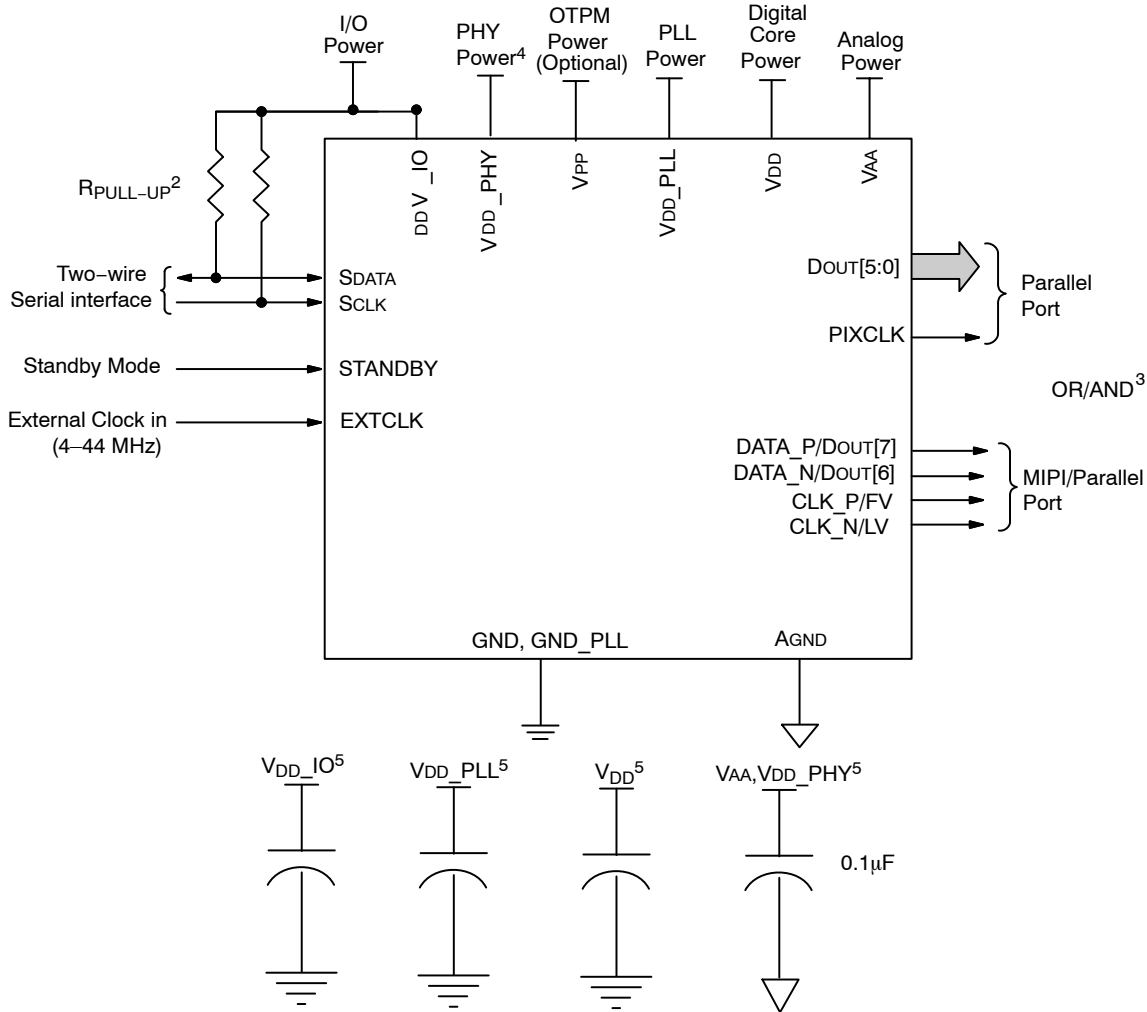 I/O
Power
PHY
Power4
OTPM
Power
(Optional)
PLL
Power
Digital
Core
Power
Analog
Power
RPULL−UP2
DDV_IO
VDD_PHY
VPP
VDD_PLL
VDD
VAA
Two−wire
Serial interface
SDATA
SCLK
Standby Mode
STANDBY
External Clock in
(4–44 MHz)
EXTCLK
DOUT[5:0]
PIXCLK
Parallel
Port
OR/AND3
DATA_P/DOUT[7]
DATA_N/DOUT[6]
CLK_P/FV
CLK_N/LV
MIPI/Parallel
Port
GND, GND_PLL
AGND
VDD_IO5
VDD_PLL5
VDD5
VAA,VDD_PHY5
0.1μF